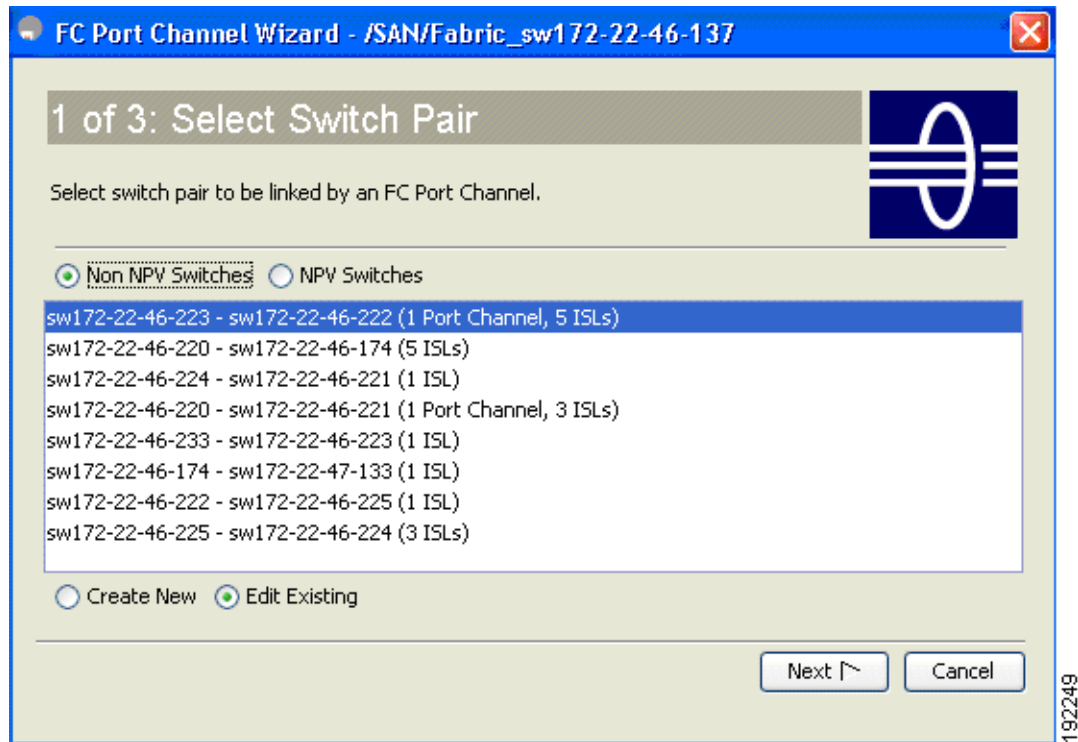 FC Port Channel Wizard - /SAN/Fabric_sw172-22-46-137
1 of 3: Select Switch Pair
Select switch pair to be linked by an FC Port Channel.
Non NPV Switches NPV Switches
sw172-22-46-223 - sw172-22-46-222 (1 Port Channel, 5 ISLs)
sw172-22-46-220 - sw172-22-46-174 (5 ISLs)
sw172-22-46-224 - sw172-22-46-221 (1 ISL)
sw172-22-46-220 - sw172-22-46-221 (1 Port Channel, 3 ISLs)
sw172-22-46-233 - sw172-22-46-223 (1 ISL)
sw172-22-46-174 - sw172-22-47-133 (1 ISL)
sw172-22-46-222 - sw172-22-46-225 (1 ISL)
sw172-22-46-225 - sw172-22-46-224 (3 ISLs)
Create New Edit Existing
Next Cancel
192249